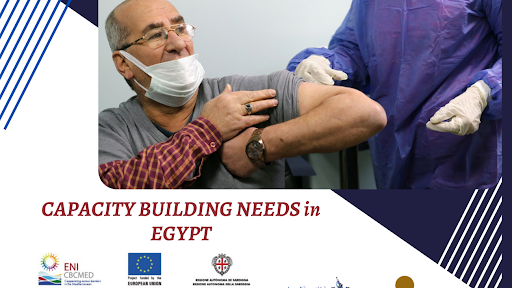 CAPACITY BUILDING NEEDS in
EGYPT
ENI
CBCMED
Project funded by the
EUROPEAN UNION
REGIONE AUTÒNOMA DE SARDIGNA
REGIONE AUTONOMA DELLA SARDEGNA